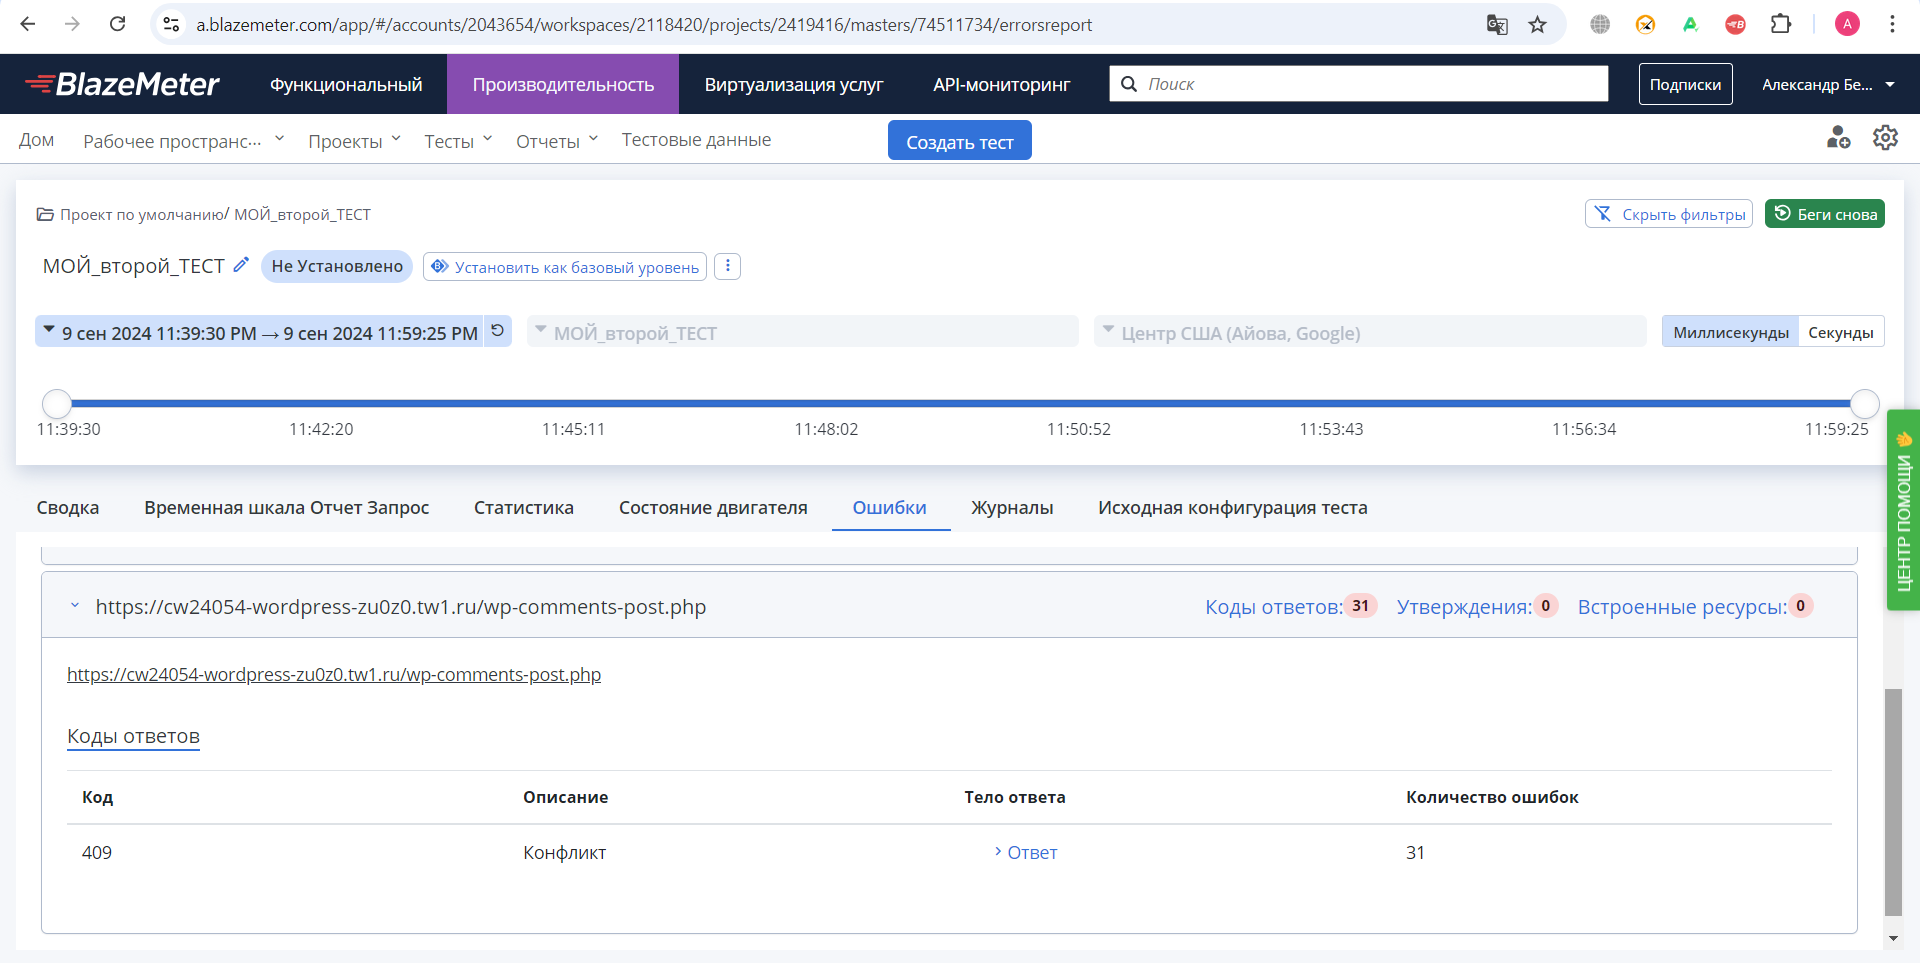 a.blazemeter.com/app/#/accounts/2043654/workspaces/2118420/projects/2419416/masters/74511734/errorsreport
A
BlazeMeter
Функциональный
Производительность
Виртуализация услуг
API-мониторинг
Поиск
Подписки
Александр Бе...
Дом
Рабочее пространс...
Проекты
Тесты
Отчеты
Тестовые данные
Создать тест
Проект по умолчанию/ МОЙ_второй_ТЕСТ
Скрыть фильтры
Беги снова
МОЙ_второй_ТЕСТ
Не Установлено
Установить как базовый уровень
9 сен 2024 11:39:30 PM → 9 сен 2024 11:59:25 PM
МОЙ_второй_ТЕСТ
Центр США (Айова, Google)
Миллисекунды
Секунды
11:39:30
11:42:20
11:45:11
11:48:02
11:50:52
11:53:43
11:56:34
11:59:25
ЦЕНТР ПОМОЩИ
Сводка
Временная шкала Отчет Запрос
Статистика
Состояние двигателя
Ошибки
Журналы
Исходная конфигурация теста
https://cw24054-wordpress-zu0z0.tw1.ru/wp-comments-post.php
Коды ответов: 31
Утверждения: 0
Встроенные ресурсы: 0
https://cw24054-wordpress-zu0z0.tw1.ru/wp-comments-post.php
Коды ответов
Код
Описание
Тело ответа
Количество ошибок
409
Конфликт
Ответ
31